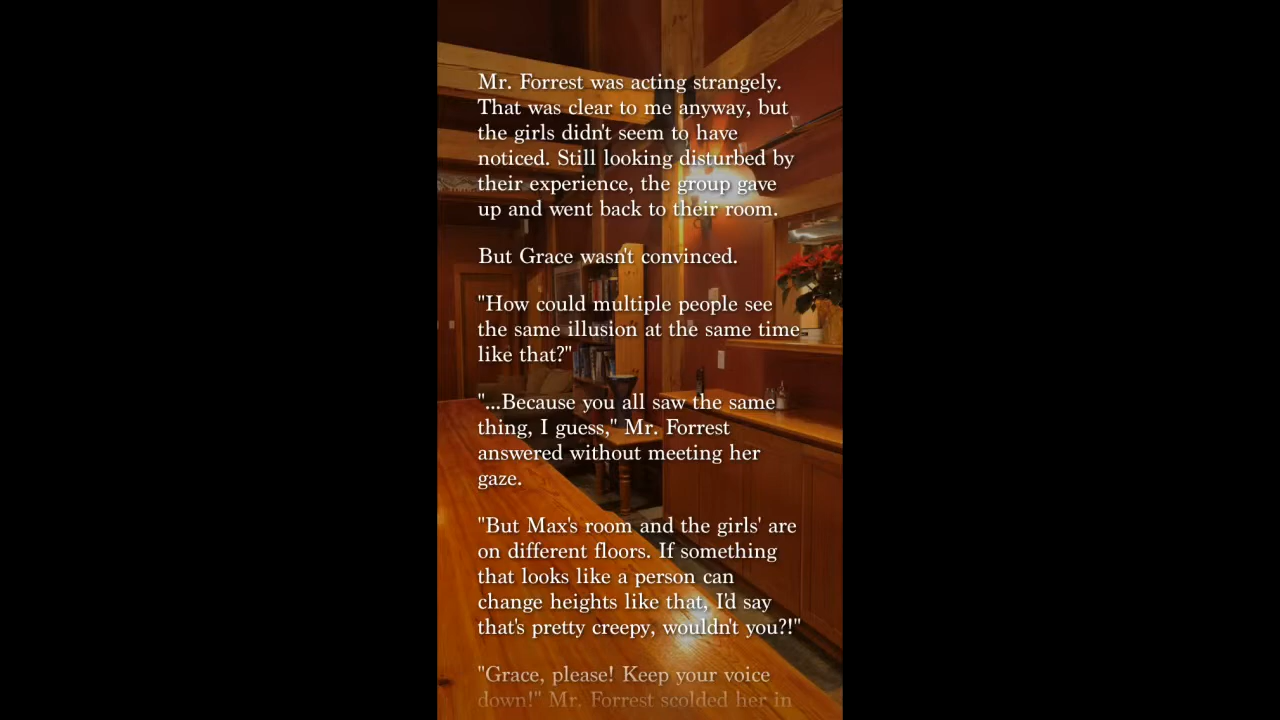 Mr. Forrest was acting strangely.
That was clear to me anyway, but
the girls didn't seem to have
noticed. Still looking disturbed by
their experience, the group gave
up and went back to their room.
But Grace wasn't convinced.
"How could multiple people see
the same illusion at the same time
like that?"
"...Because you all saw the same
thing, I guess," Mr. Forrest
answered without meeting her
gaze.
"But Max's room and the girls' are
on different floors. If something
that looks like a person can
change heights like that, I'd say
that's pretty creepy, wouldn't you?!"
"Grace, please! Keep your voice
down!" Mr. Forrest scolded her in